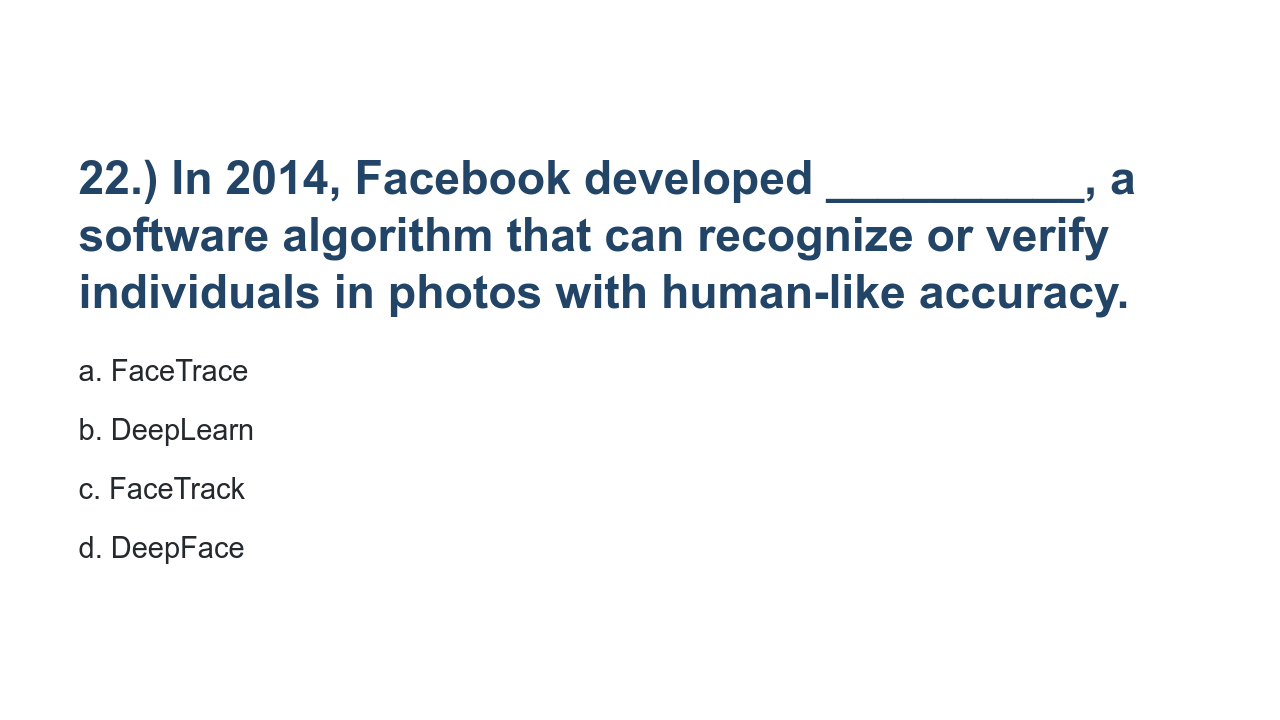 22.) In 2014, Facebook developed __________, a
software algorithm that can recognize or verify
individuals in photos with human-like accuracy.
a. FaceTrace
b. DeepLearn
c. FaceTrack
d. DeepFace